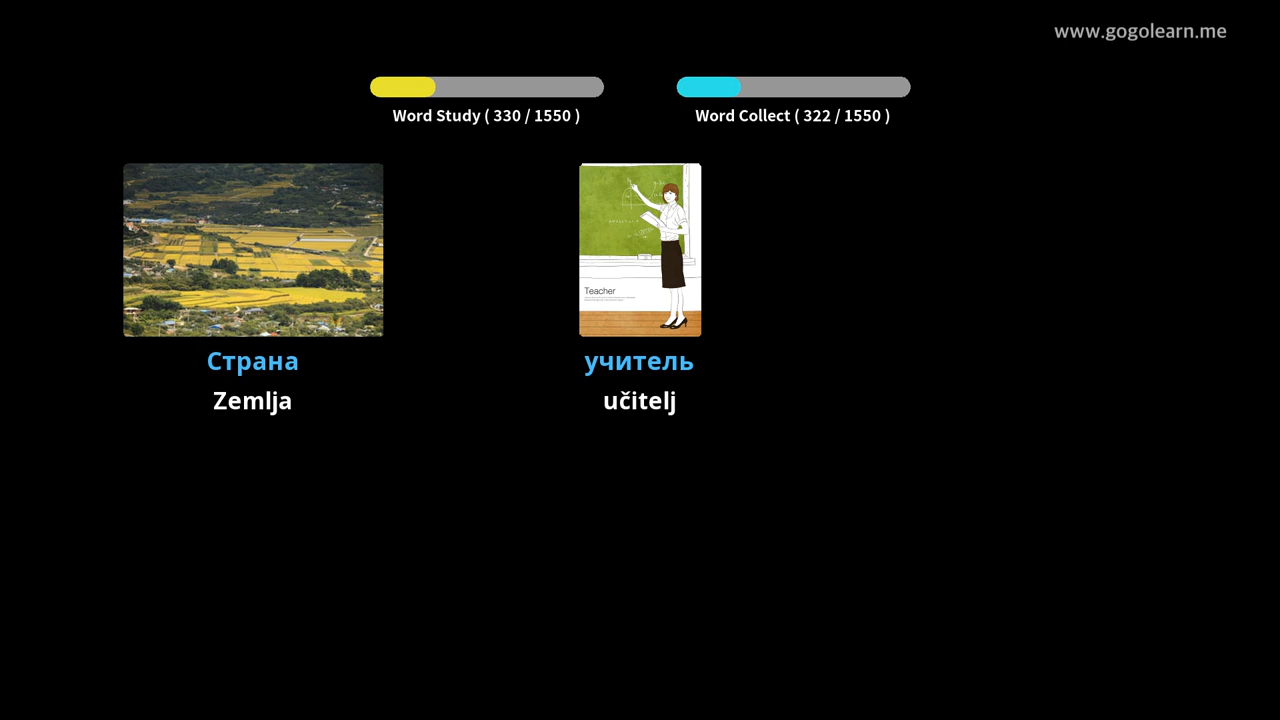 www.gogolearn.me
Word Study ( 330 / 1550 )
Word Collect ( 322 / 1550 )
Teacher
Страна
учитель
Zemlja
učitelj